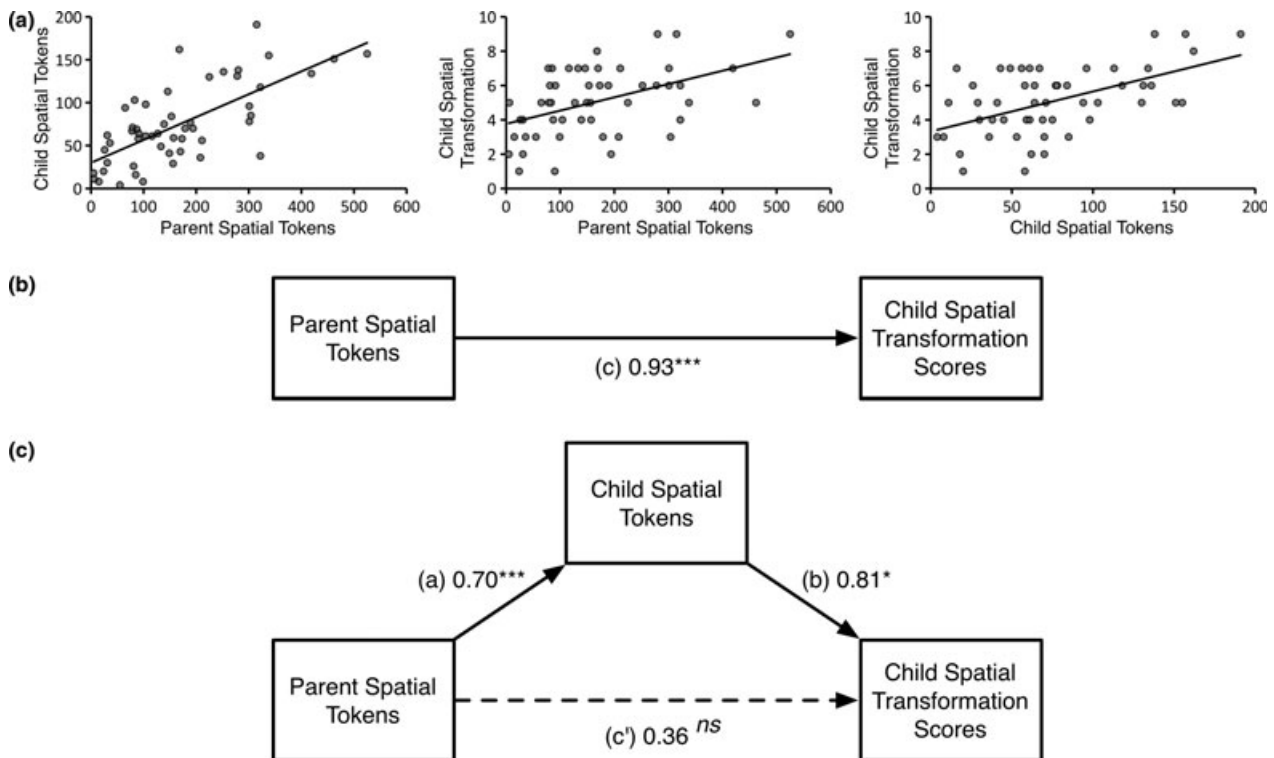 (a)
200
150
100
50
0
Child Spatial Tokens
0 100 200 300 400 500 600
Parent Spatial Tokens
10
8
6
4
2
0
Child Spatial
Transformation
0 100 200 300 400 500 600
Parent Spatial Tokens
10
8
6
4
2
0
Child Spatial
Transformation
0 50 100 150 200
Child Spatial Tokens
(b)
Parent Spatial
Tokens
(c) 0.93***
Child Spatial
Transformation
Scores
(c)
Child Spatial
Tokens
(a) 0.70***
(b) 0.81*
Parent Spatial
Tokens
(c') 0.36 ns
Child Spatial
Transformation
Scores